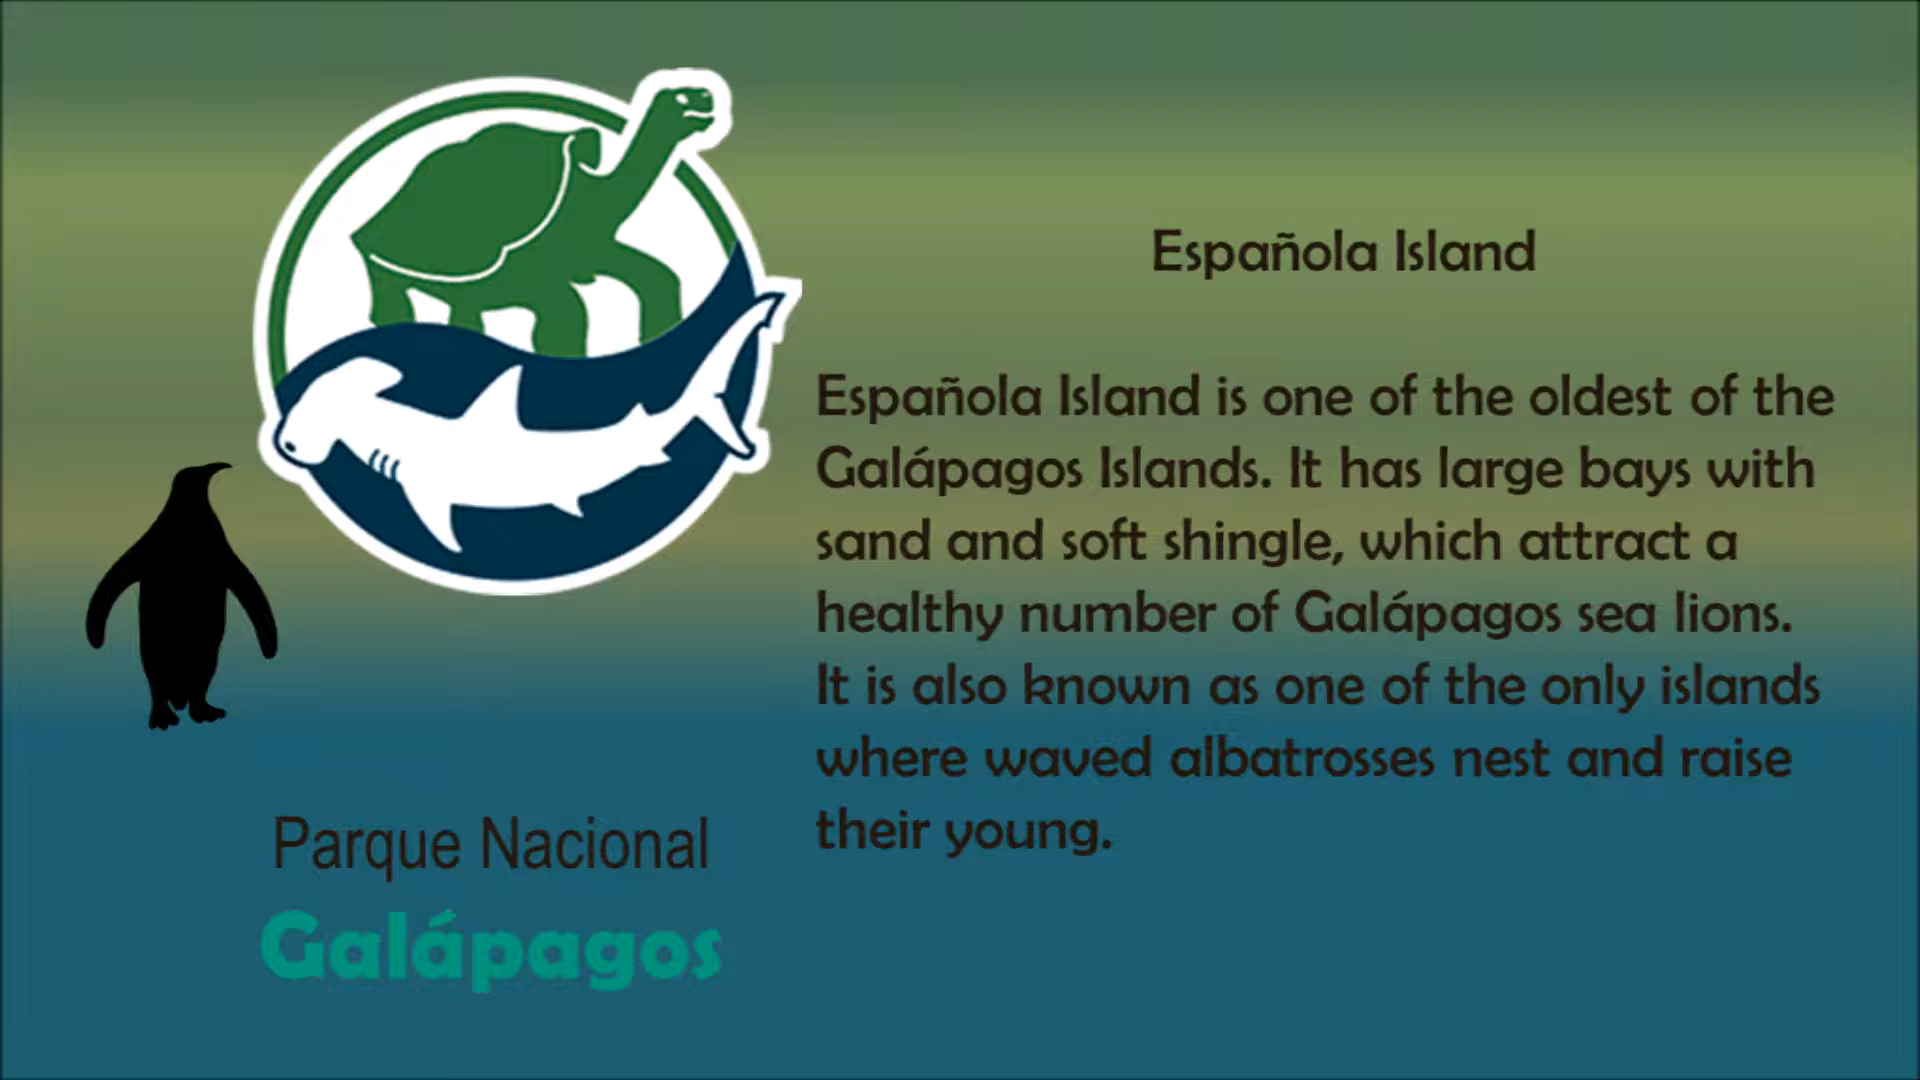 Española Island
Española Island is one of the oldest of the
Galápagos Islands. It has large bays with
sand and soft shingle, which attract a
healthy number of Galápagos sea lions.
It is also known as one of the only islands
where waved albatrosses nest and raise
their young.
Parque Nacional
Galápagos